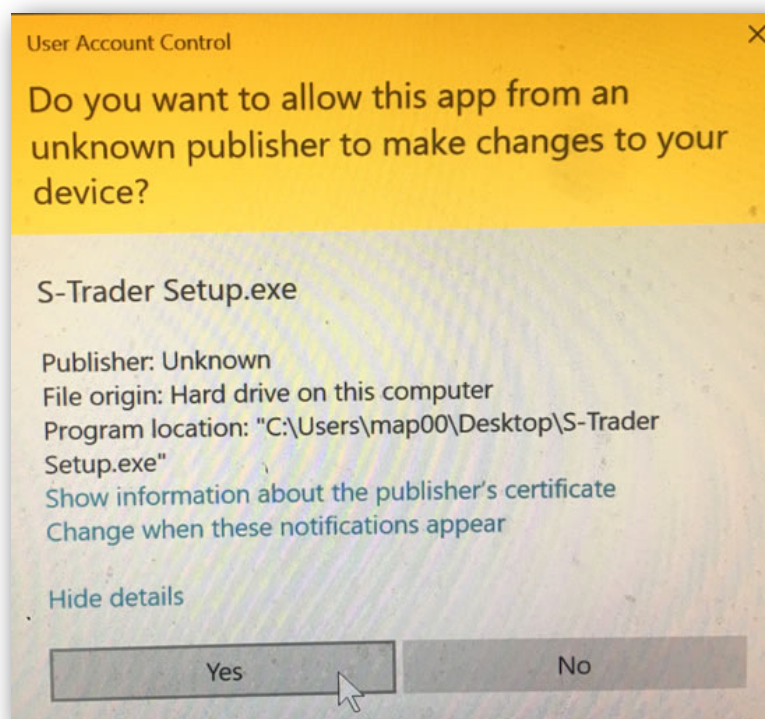 User Account Control
Do you want to allow this app from an
unknown publisher to make changes to your
device?
S-Trader Setup.exe
Publisher: Unknown
File origin: Hard drive on this computer
Program location: "C:\Users\map00\Desktop\S-Trader
Setup.exe"
Show information about the publisher's certificate
Change when these notifications appear
Hide details
Yes
No